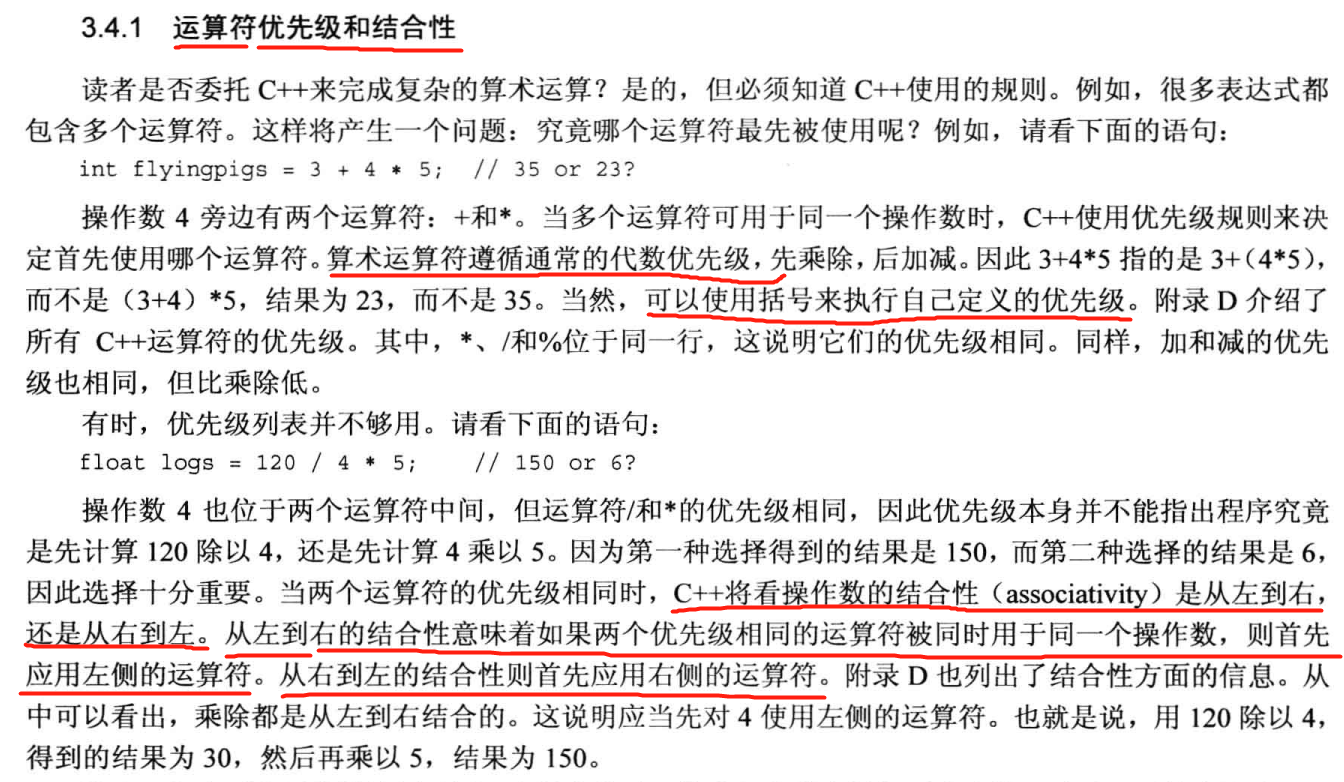 3.4.1 运算符优先级和结合性
读者是否委托 C++来完成复杂的算术运算？是的，但必须知道 C++使用的规则。例如，很多表达式都
包含多个运算符。这样将产生一个问题：究竟哪个运算符最先被使用呢？例如，请看下面的语句：
int flyingpigs = 3 + 4 * 5; // 35 or 23?
操作数 4 旁边有两个运算符：+和*。当多个运算符可用于同一个操作数时，C++使用优先级规则来决
定首先使用哪个运算符。算术运算符遵循通常的代数优先级，先乘除，后加减。因此 3+4*5 指的是 3+(4*5)，
而不是（3+4）*5，结果为 23，而不是 35。当然，可以使用括号来执行自己定义的优先级。附录 D 介绍了
所有 C++运算符的优先级。其中，*、/和%位于同一行，这说明它们的优先级相同。同样，加和减的优先
级也相同，但比乘除低。
有时，优先级列表并不够用。请看下面的语句：
float logs = 120 / 4 * 5; // 150 or 6?
操作数 4 也位于两个运算符中间，但运算符/和*的优先级相同，因此优先级本身并不能指出程序究竟
是先计算 120 除以 4，还是先计算 4 乘以 5。因为第一种选择得到的结果是 150，而第二种选择的结果是 6，
因此选择十分重要。当两个运算符的优先级相同时，C++将看操作数的结合性（associativity）是从左到右，
还是从右到左。从左到右的结合性意味着如果两个优先级相同的运算符被同时用于同一个操作数，则首先
应用左侧的运算符。从右到左的结合性则首先应用右侧的运算符。附录 D 也列出了结合性方面的信息。从
中可以看出，乘除都是从左到右结合的。这说明应当先对 4 使用左侧的运算符。也就是说，用 120 除以 4，
得到的结果为 30，然后再乘以 5，结果为 150。